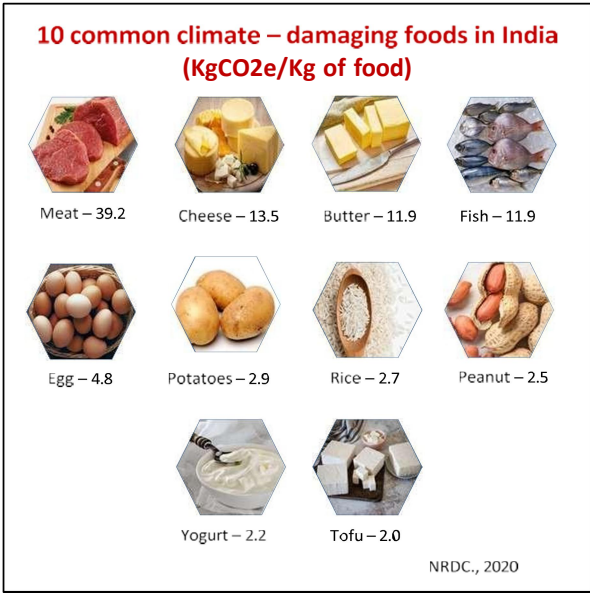 10 common climate – damaging foods in India
(KgCO2e/Kg of food)
Meat – 39.2
Cheese – 13.5
Butter – 11.9
Fish – 11.9
Egg – 4.8
Potatoes – 2.9
Rice – 2.7
Peanut – 2.5
Yogurt – 2.2
Tofu – 2.0
NRDC., 2020